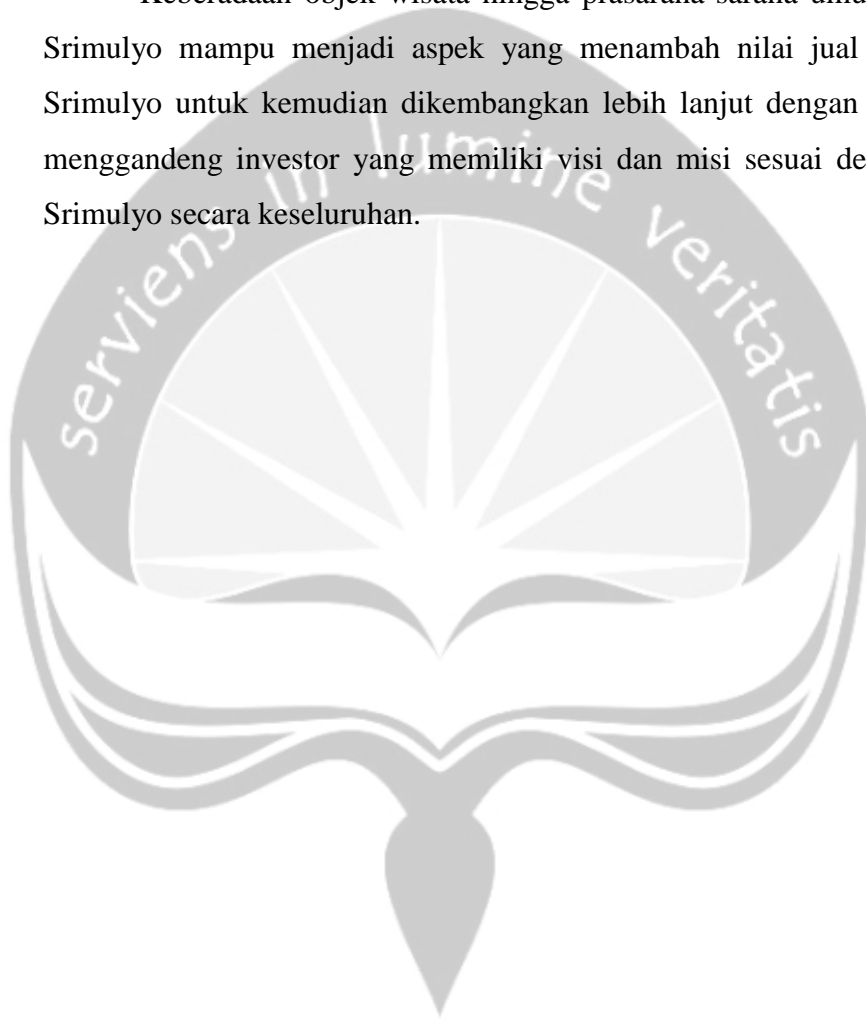 Keberadaan objek wisata hingga prasarana sarana
Srimulyo mampu menjadi aspek yang menambah nilai jual
Srimulyo untuk kemudian dikembangkan lebih lanjut dengan
menggandeng investor yang memiliki visi dan misi sesuai de
Srimulyo secara keseluruhan.
serviens in lumine veritatis